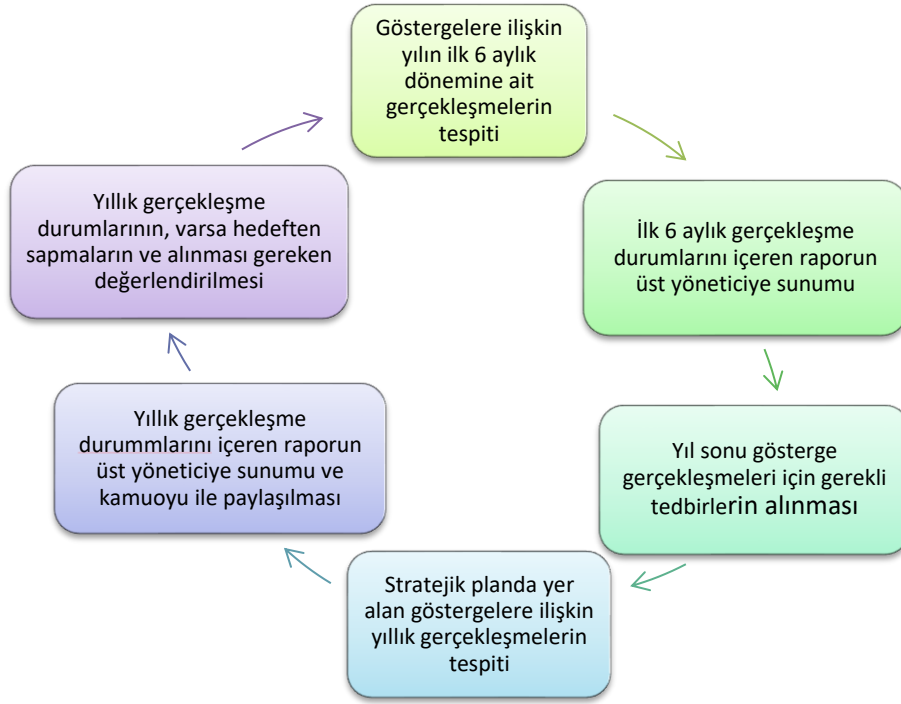 Göstergelere ilişkin
yılın ilk 6 aylık
dönemine ait
gerçekleşmelerin
tespiti
İlk 6 aylık gerçekleşme
durumlarını içeren raporun
üst yöneticiye sunumu
Yıl sonu gösterge
gerçekleşmeleri için gerekli
tedbirlerin alınması
Stratejik planda yer
alan göstergelere ilişkin
yıllık gerçekleşmelerin
tespiti
Yıllık gerçekleşme
durummlarını içeren raporun
üst yöneticiye sunumu ve
kamuoyu ile paylaşılması
Yıllık gerçekleşme
durumlarının, varsa hedeften
sapmaların ve alınması gereken
değerlendirilmesi